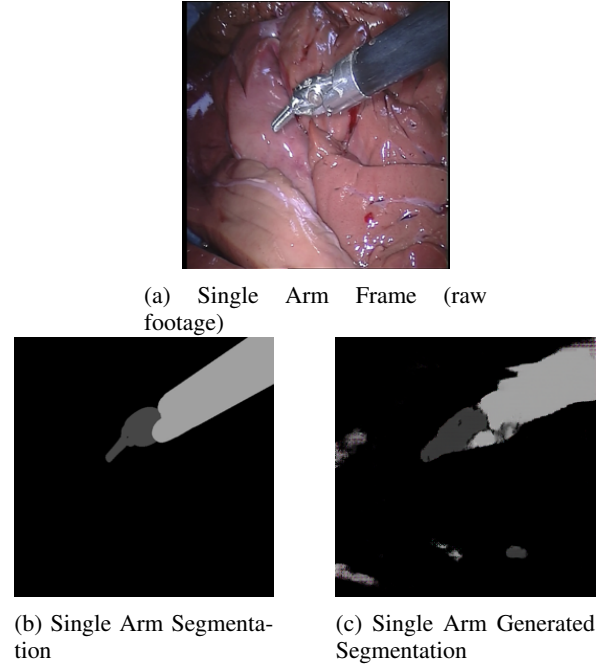 (a) Single Arm Frame (raw
footage)
(b) Single Arm Segmenta-
tion
(c) Single Arm Generated
Segmentation